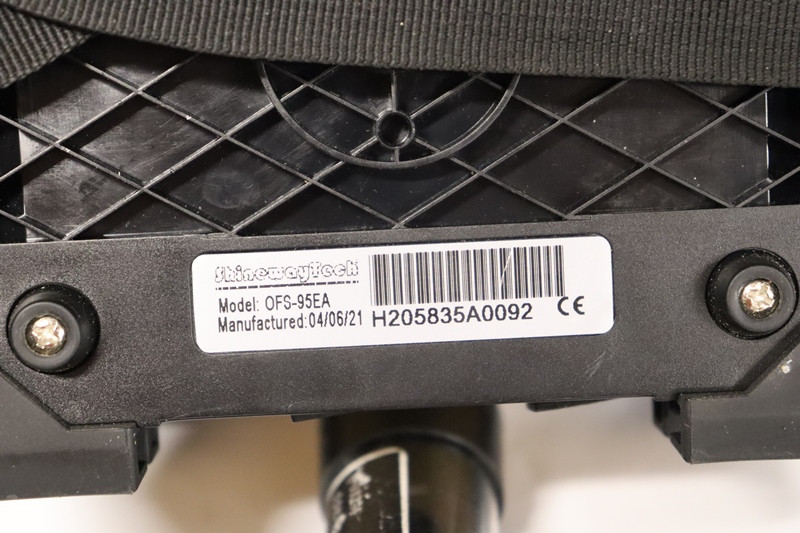 ShinewayTech
Model: OFS-95EA
Manufactured:04/06/21
H205835A0092
CE